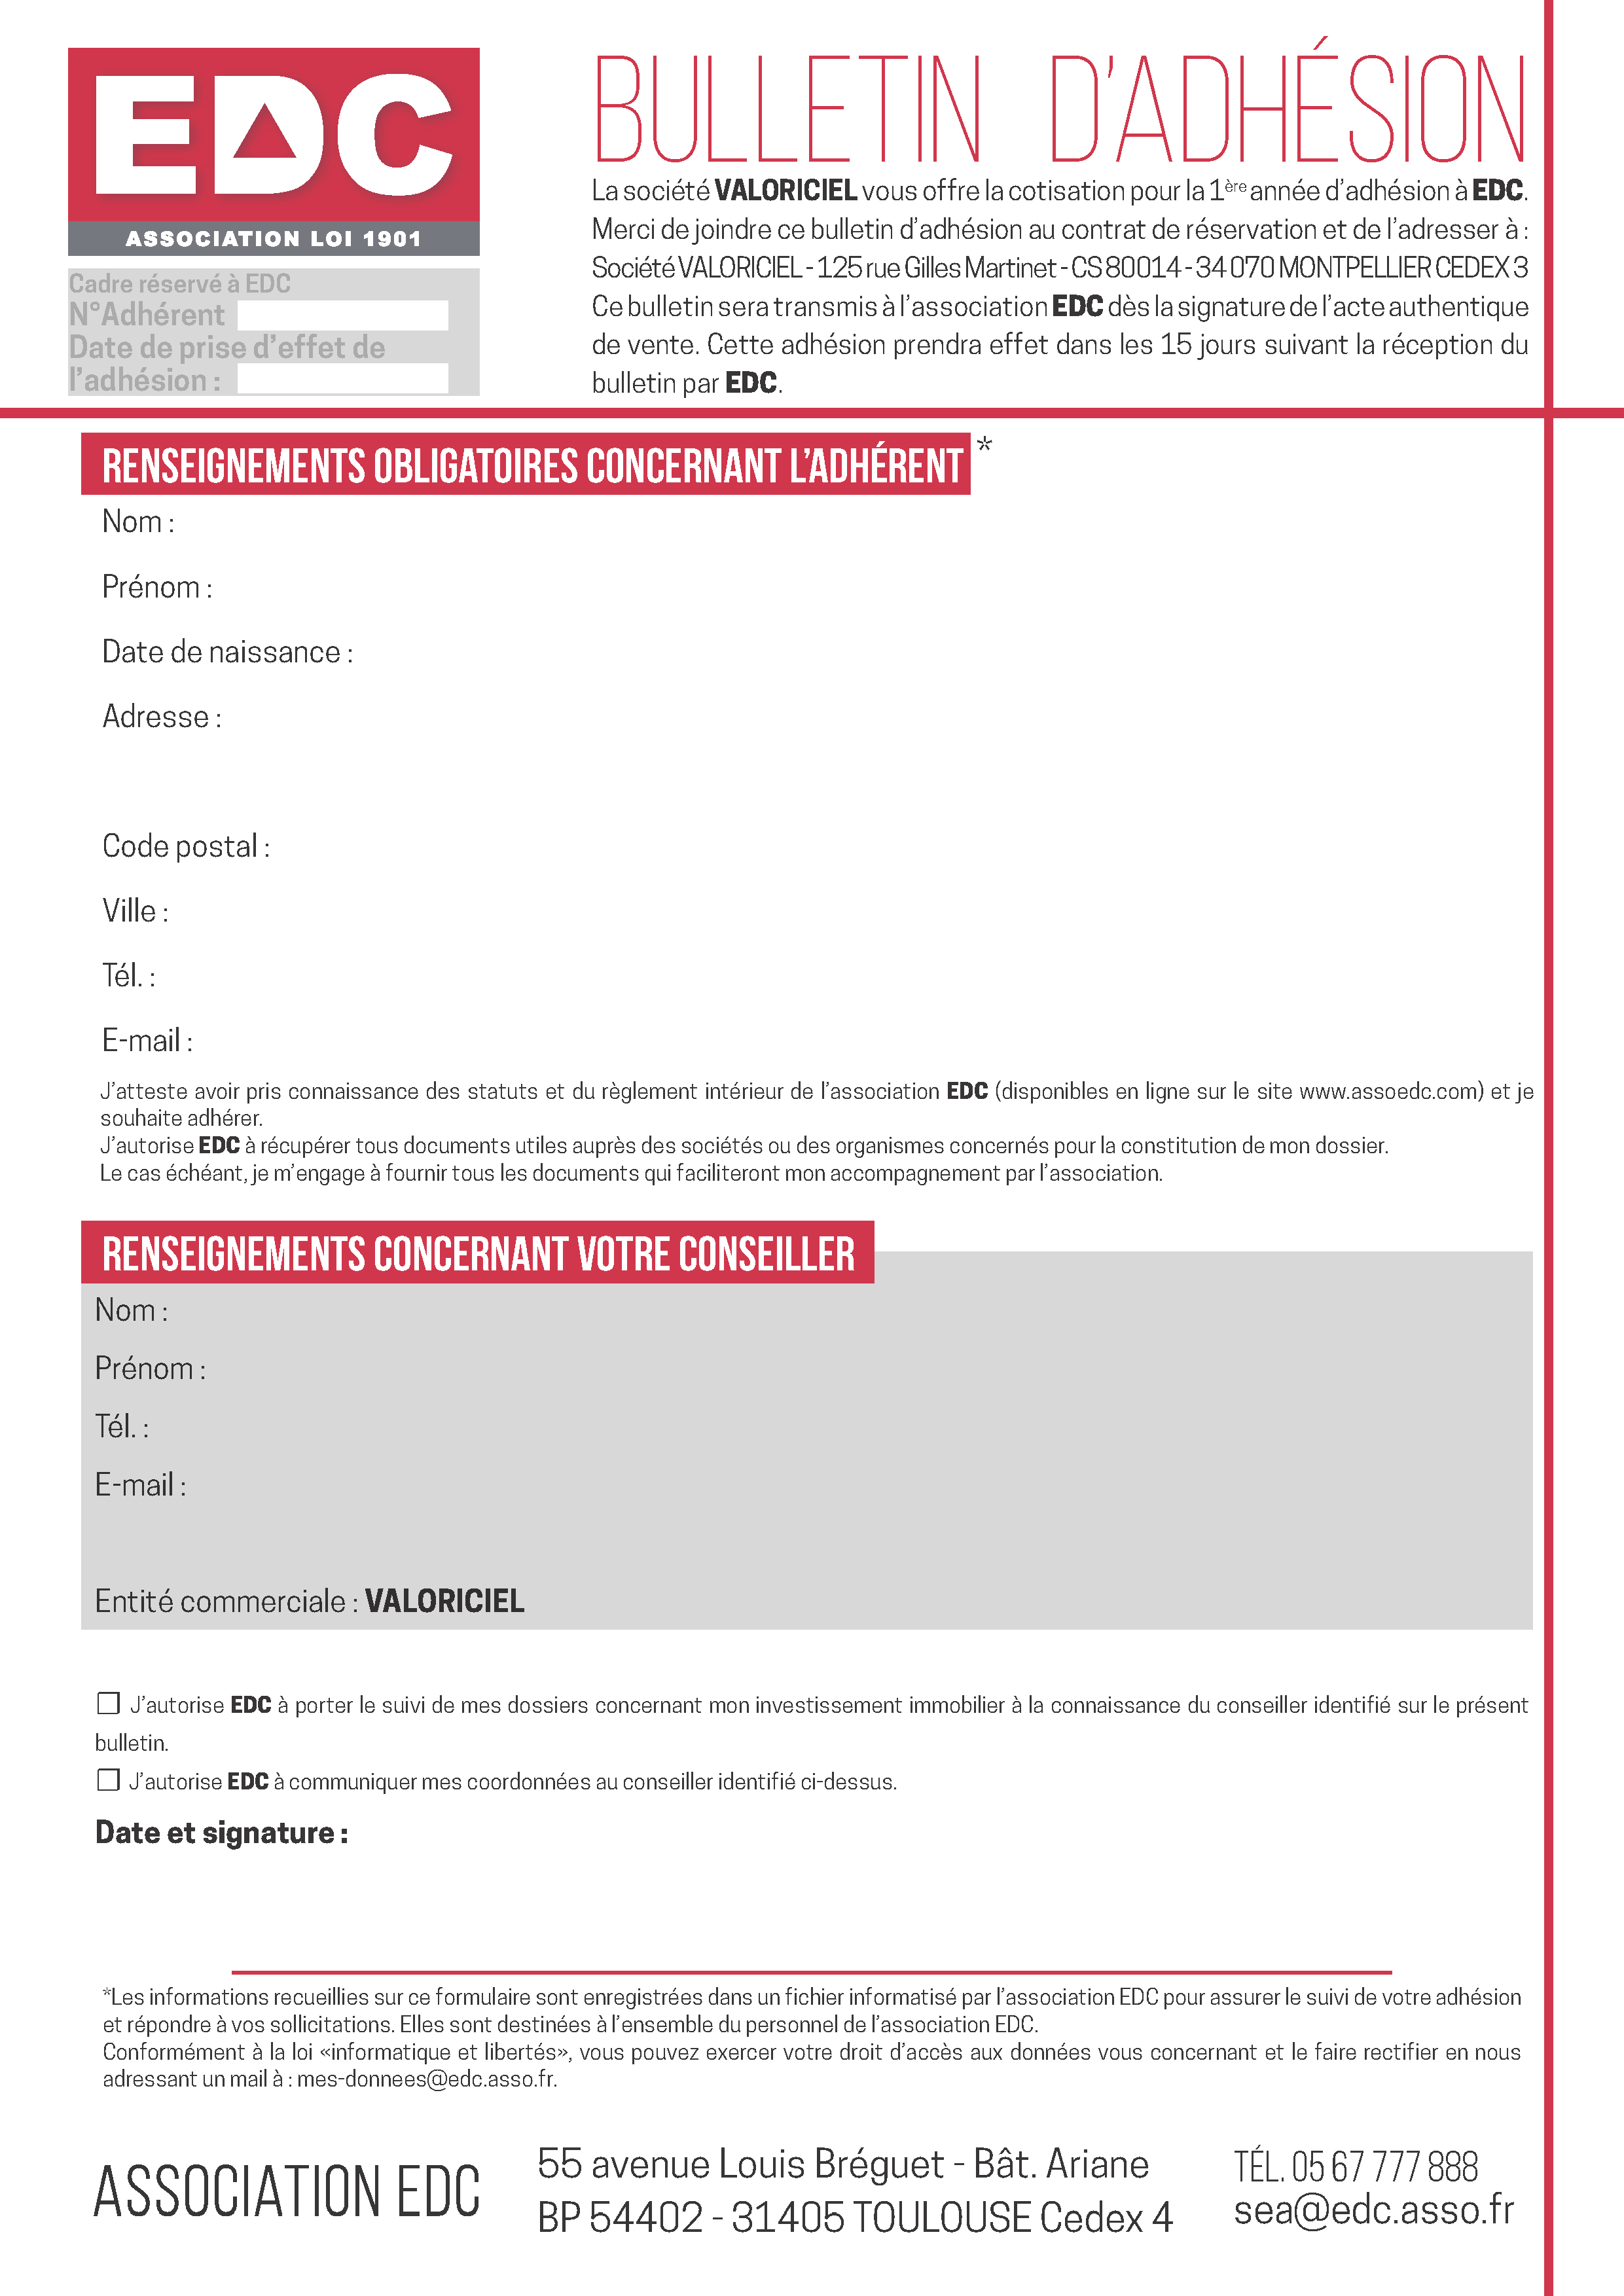 EDC
ASSOCIATION LOI 1901
Cadre réservé à EDC
N°Adhérent
Date de prise d’effet de
l’adhésion :
BULLETIN D’ADHÉSION
La société VALORICIEL vous offre la cotisation pour la 1ère année d’adhésion à EDC.
Merci de joindre ce bulletin d’adhésion au contrat de réservation et de l’adresser à :
Société VALORICIEL - 125 rue Gilles Martinet - CS 80014 - 34 070 MONTPELLIER CEDEX 3
Ce bulletin sera transmis à l’association EDC dès la signature de l’acte authentique
de vente. Cette adhésion prendra effet dans les 15 jours suivant la réception du
bulletin par EDC.
RENSEIGNEMENTS OBLIGATOIRES CONCERNANT L’ADHÉRENT *
Nom :
Prénom :
Date de naissance :
Adresse :
Code postal :
Ville :
Tél. :
E-mail :
J’atteste avoir pris connaissance des statuts et du règlement intérieur de l’association EDC (disponibles en ligne sur le site www.assoedc.com) et je
souhaite adhérer.
J’autorise EDC à récupérer tous documents utiles auprès des sociétés ou des organismes concernés pour la constitution de mon dossier.
Le cas échéant, je m’engage à fournir tous les documents qui faciliteront mon accompagnement par l’association.
RENSEIGNEMENTS CONCERNANT VOTRE CONSEILLER
Nom :
Prénom :
Tél. :
E-mail :
Entité commerciale : VALORICIEL
❒ J’autorise EDC à porter le suivi de mes dossiers concernant mon investissement immobilier à la connaissance du conseiller identifié sur le présent
bulletin.
❒ J’autorise EDC à communiquer mes coordonnées au conseiller identifié ci-dessus.
Date et signature :
*Les informations recueillies sur ce formulaire sont enregistrées dans un fichier informatisé par l’association EDC pour assurer le suivi de votre adhésion
et répondre à vos sollicitations. Elles sont destinées à l’ensemble du personnel de l’association EDC.
Conformément à la loi «informatique et libertés», vous pouvez exercer votre droit d’accès aux données vous concernant et le faire rectifier en nous
adressant un mail à : mes-donnees@edc.asso.fr.
ASSOCIATION EDC
55 avenue Louis Bréguet - Bât. Ariane
BP 54402 - 31405 TOULOUSE Cedex 4
TÉL. 05 67 777 888
sea@edc.asso.fr